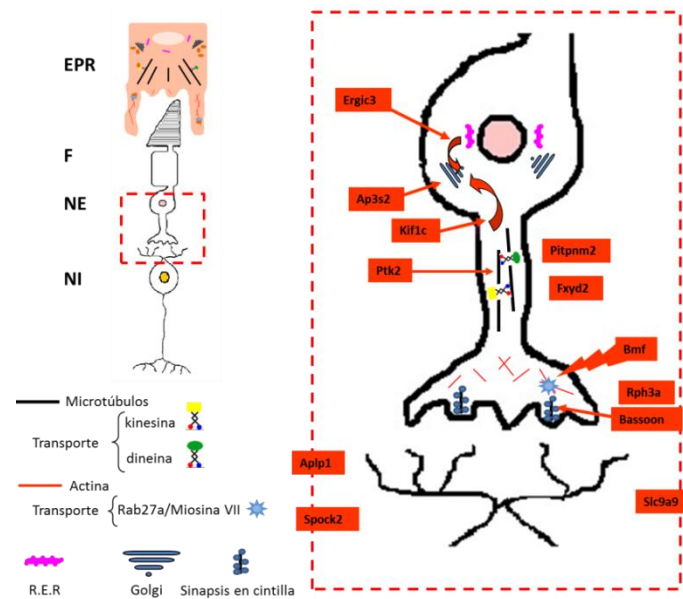 EPR
F
NE
NI
Microtúbulos
Transporte
kinesina
dineina
Actina
Transporte
Rab27a/Miosina VII
R.E.R
Golgi
Sinapsis en cintilla
Ergic3
Ap3s2
Kif1c
Ptk2
Pitpnm2
Fxyd2
Bmf
Rph3a
Bassoon
Aplp1
Slc9a9
Spock2